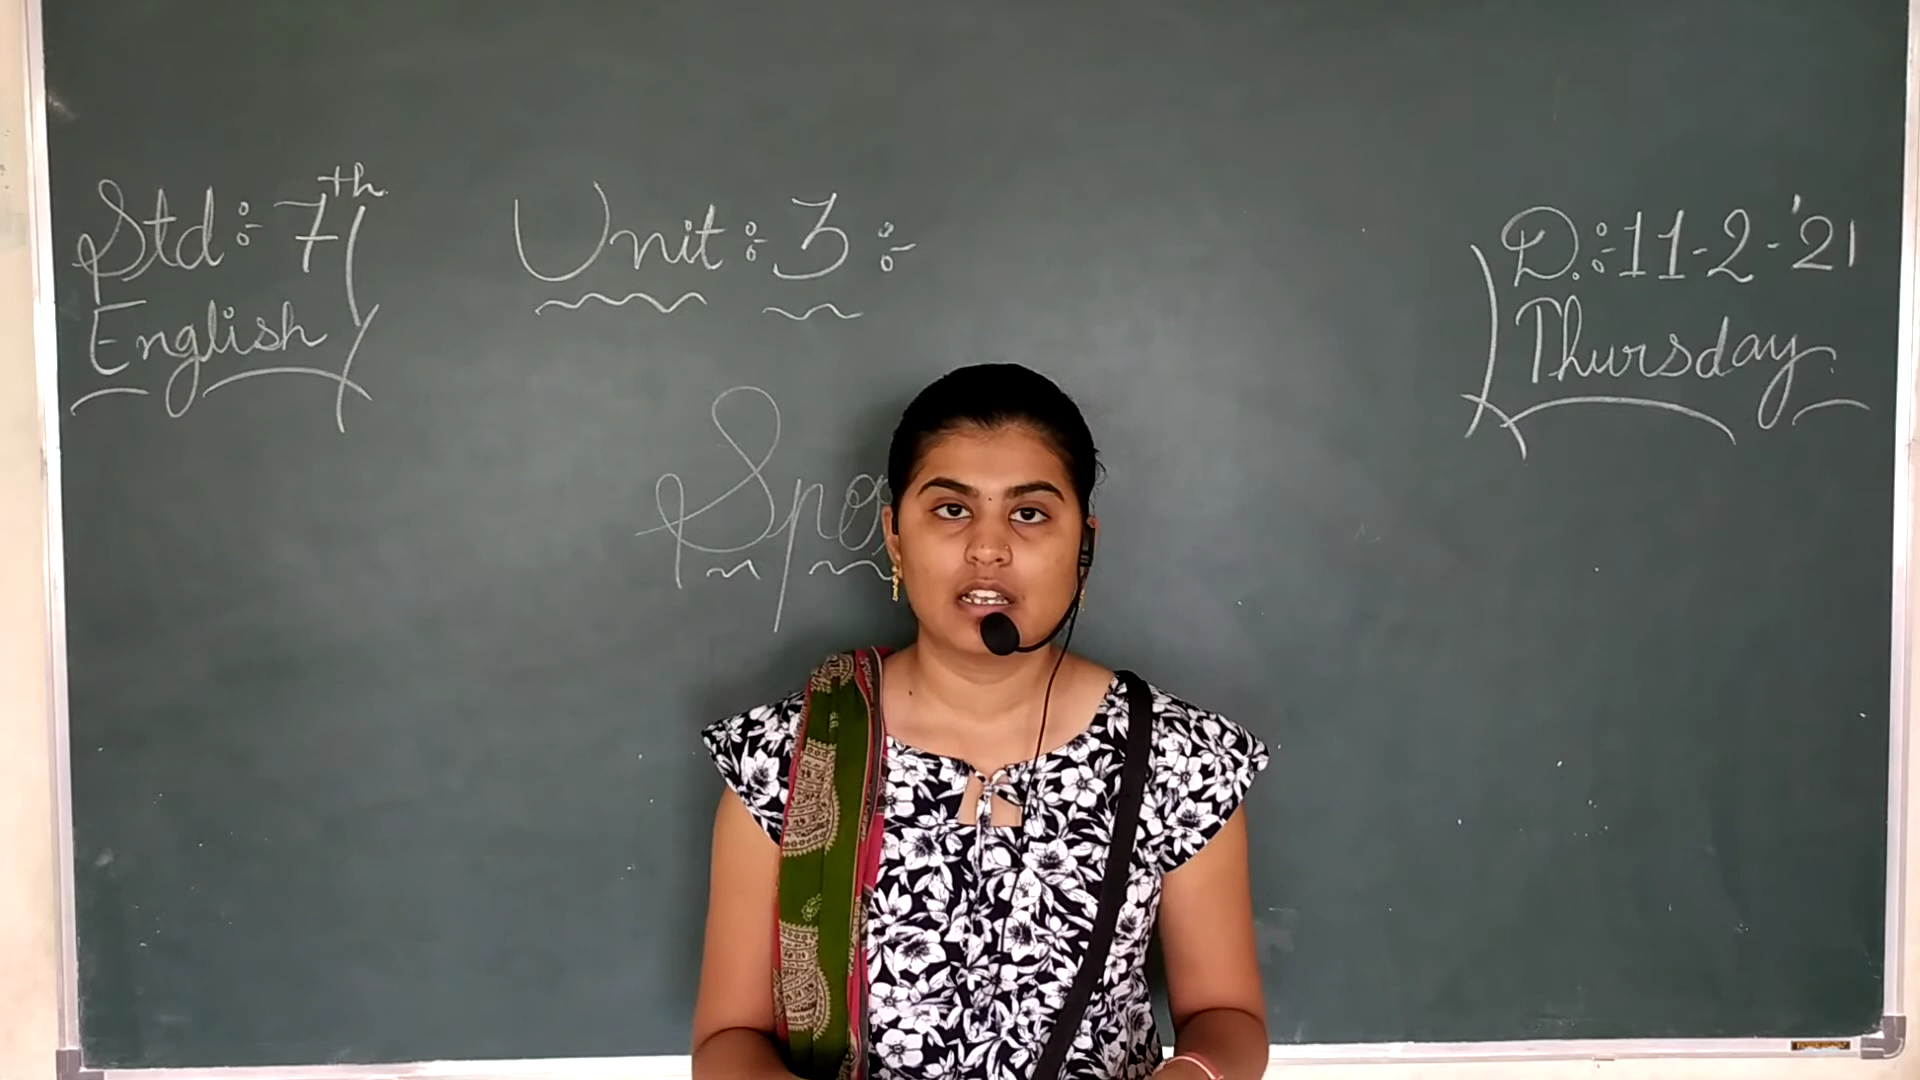 Std:- 7th
English
Unit:- 3:-
D.:-11-2-'21
Thursday